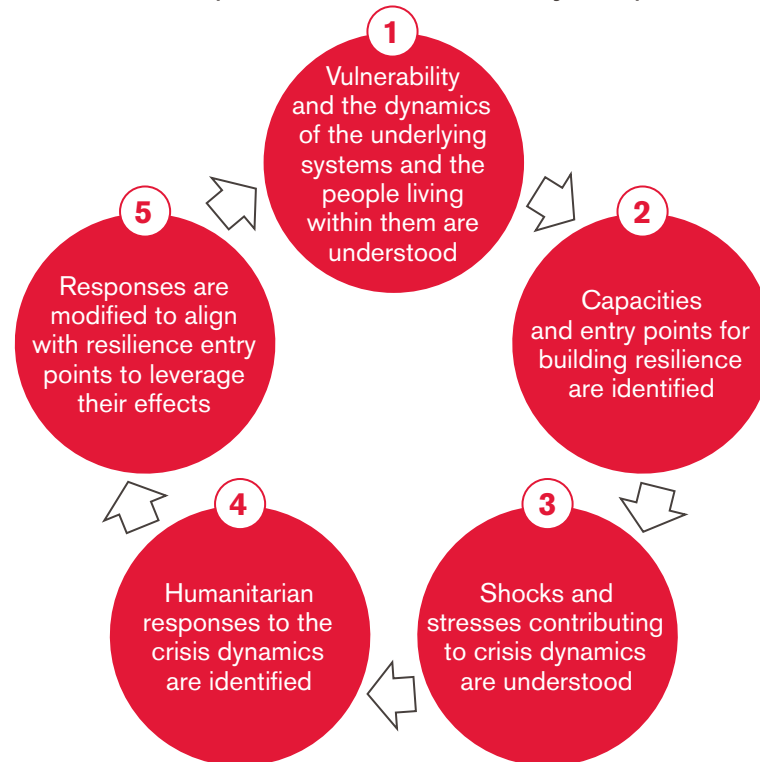 1
Vulnerability
and the dynamics
of the underlying
systems and the
people living
within them are
understood
2
Capacities
and entry points for
building resilience
are identified
3
Shocks and
stresses contributing
to crisis dynamics
are understood
4
Humanitarian
responses to the
crisis dynamics
are identified
5
Responses are
modified to align
with resilience entry
points to leverage
their effects